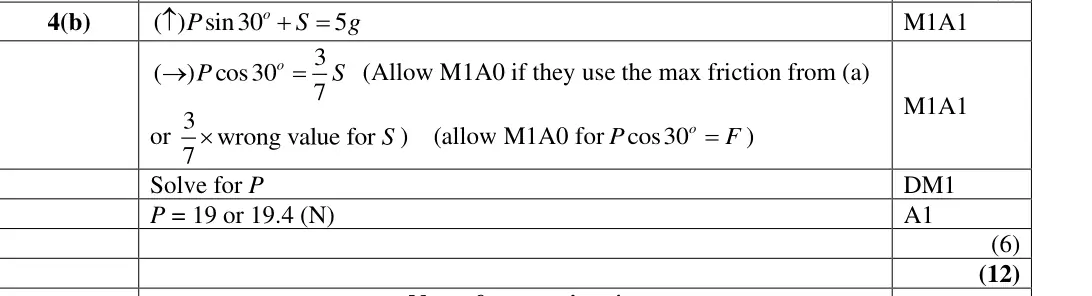 4(b) (↑)P sin 30° + S = 5g M1A1
(→)P cos 30° = 3/7 S (Allow M1A0 if they use the max friction from (a)
M1A1
or 3/7 × wrong value for S ) (allow M1A0 for P cos 30° = F )
Solve for P DM1
P = 19 or 19.4 (N) A1
(6)
(12)